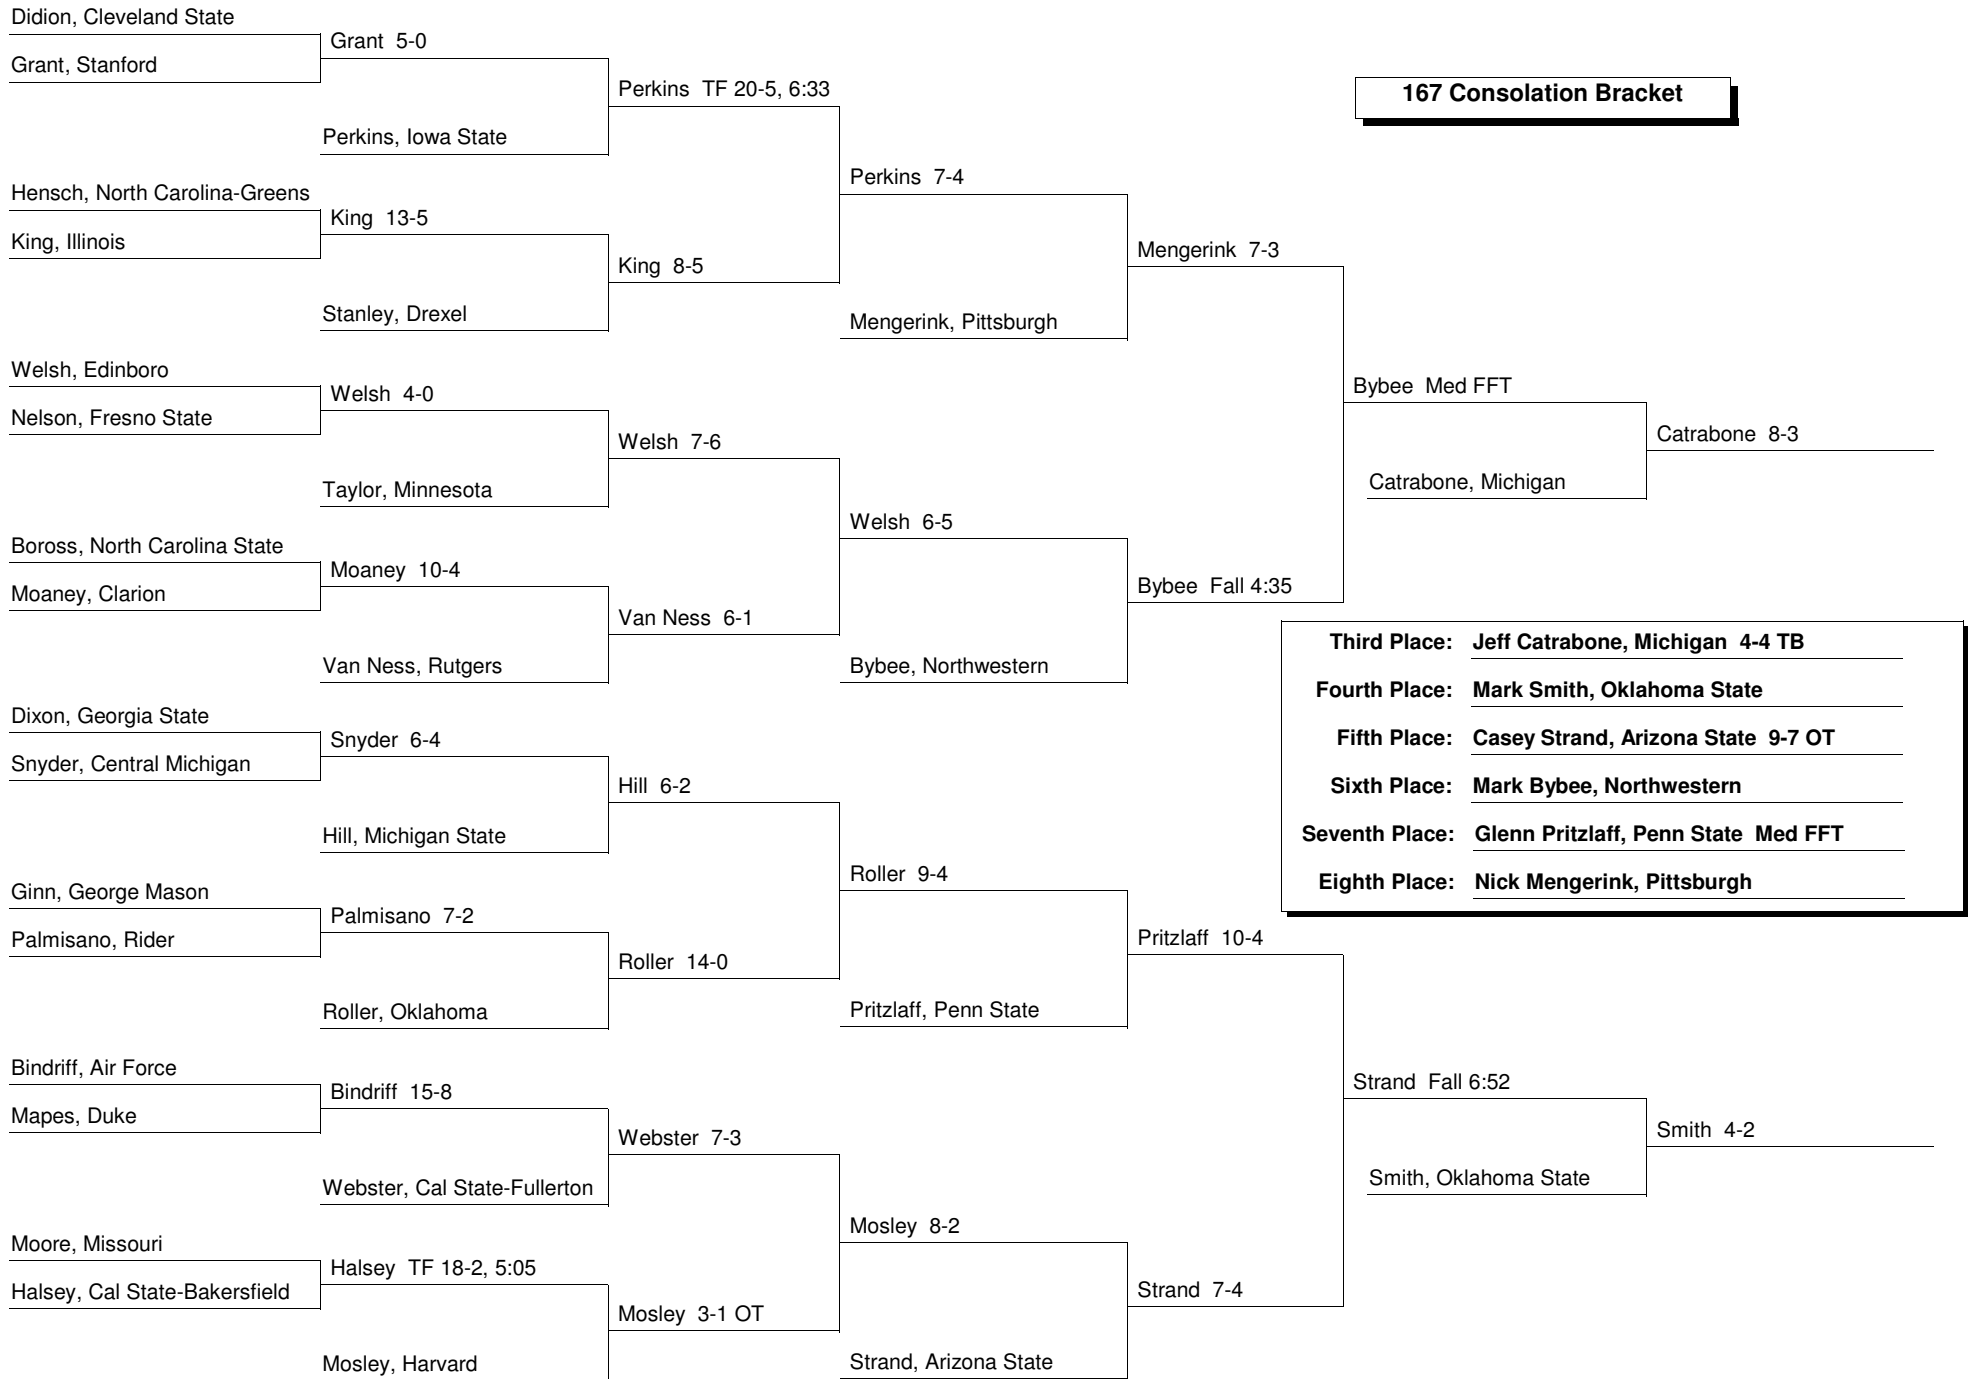 Didion, Cleveland State
Grant 5-0
Grant, Stanford
Perkins TF 20-5, 6:33
167 Consolation Bracket
Perkins, Iowa State
Perkins 7-4
Hensch, North Carolina-Greens
King 13-5
King, Illinois
Mengerink 7-3
King 8-5
Stanley, Drexel
Mengerink, Pittsburgh
Welsh, Edinboro
Welsh 4-0
Bybee Med FFT
Nelson, Fresno State
Welsh 7-6
Catrabone 8-3
Taylor, Minnesota
Catrabone, Michigan
Welsh 6-5
Boross, North Carolina State
Moaney 10-4
Moaney, Clarion
Bybee Fall 4:35
Van Ness 6-1
Third Place: Jeff Catrabone, Michigan 4-4 TB
Van Ness, Rutgers
Bybee, Northwestern
Fourth Place: Mark Smith, Oklahoma State
Dixon, Georgia State
Snyder 6-4
Fifth Place: Casey Strand, Arizona State 9-7 OT
Snyder, Central Michigan
Hill 6-2
Sixth Place: Mark Bybee, Northwestern
Hill, Michigan State
Seventh Place: Glenn Pritzlaff, Penn State Med FFT
Roller 9-4
Eighth Place: Nick Mengerink, Pittsburgh
Ginn, George Mason
Palmisano 7-2
Palmisano, Rider
Pritzlaff 10-4
Roller 14-0
Roller, Oklahoma
Pritzlaff, Penn State
Bindriff, Air Force
Bindriff 15-8
Strand Fall 6:52
Mapes, Duke
Webster 7-3
Smith 4-2
Webster, Cal State-Fullerton
Smith, Oklahoma State
Mosley 8-2
Moore, Missouri
Halsey TF 18-2, 5:05
Halsey, Cal State-Bakersfield
Strand 7-4
Mosley 3-1 OT
Mosley, Harvard
Strand, Arizona State